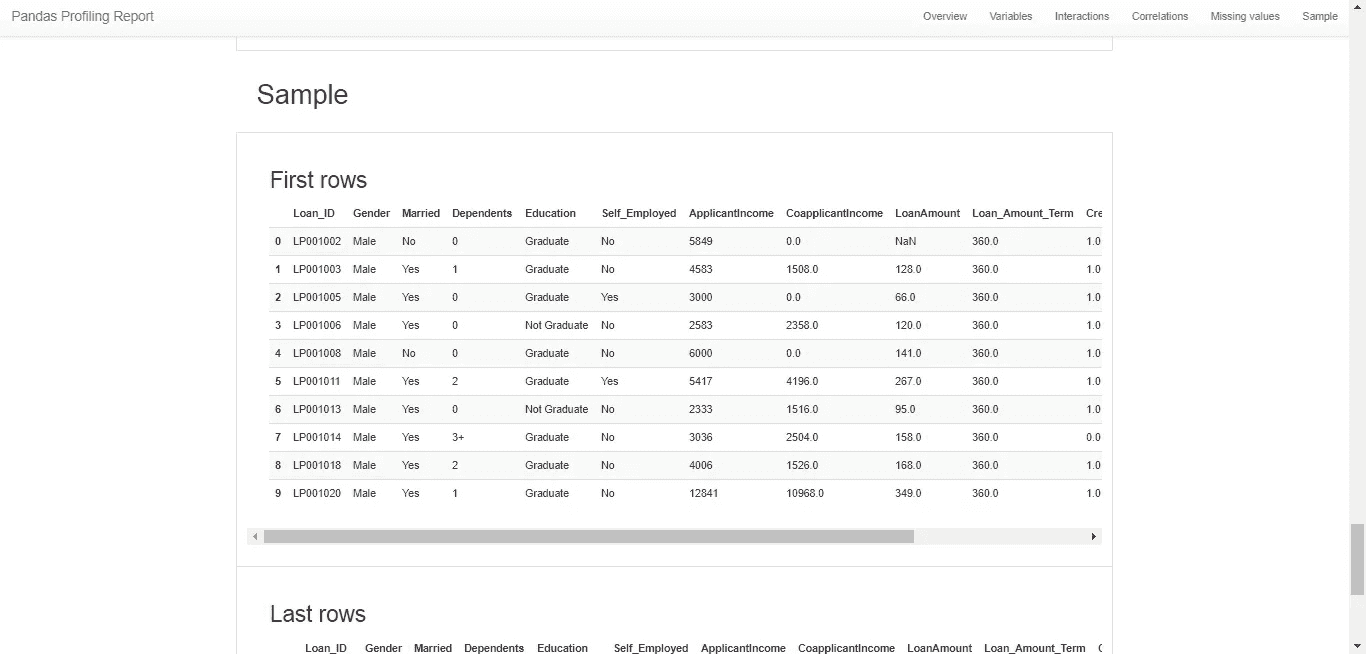 Pandas Profiling Report Overview Variables Interactions Correlations Missing values Sample
Sample
First rows
Loan_ID Gender Married Dependents Education Self_Employed ApplicantIncome CoapplicantIncome LoanAmount Loan_Amount_Term Cre
0 LP001002 Male No 0 Graduate No 5849 0.0 NaN 360.0 1.0
1 LP001003 Male Yes 1 Graduate No 4583 1508.0 128.0 360.0 1.0
2 LP001005 Male Yes 0 Graduate Yes 3000 0.0 66.0 360.0 1.0
3 LP001006 Male Yes 0 Not Graduate No 2583 2358.0 120.0 360.0 1.0
4 LP001008 Male No 0 Graduate No 6000 0.0 141.0 360.0 1.0
5 LP001011 Male Yes 2 Graduate Yes 5417 4196.0 267.0 360.0 1.0
6 LP001013 Male Yes 0 Not Graduate No 2333 1516.0 95.0 360.0 1.0
7 LP001014 Male Yes 3+ Graduate No 3036 2504.0 158.0 360.0 0.0
8 LP001018 Male Yes 2 Graduate No 4006 1526.0 168.0 360.0 1.0
9 LP001020 Male Yes 1 Graduate No 12841 10968.0 349.0 360.0 1.0
Last rows
Loan_ID Gender Married Dependents Education Self_Employed ApplicantIncome CoapplicantIncome LoanAmount Loan_Amount_Term